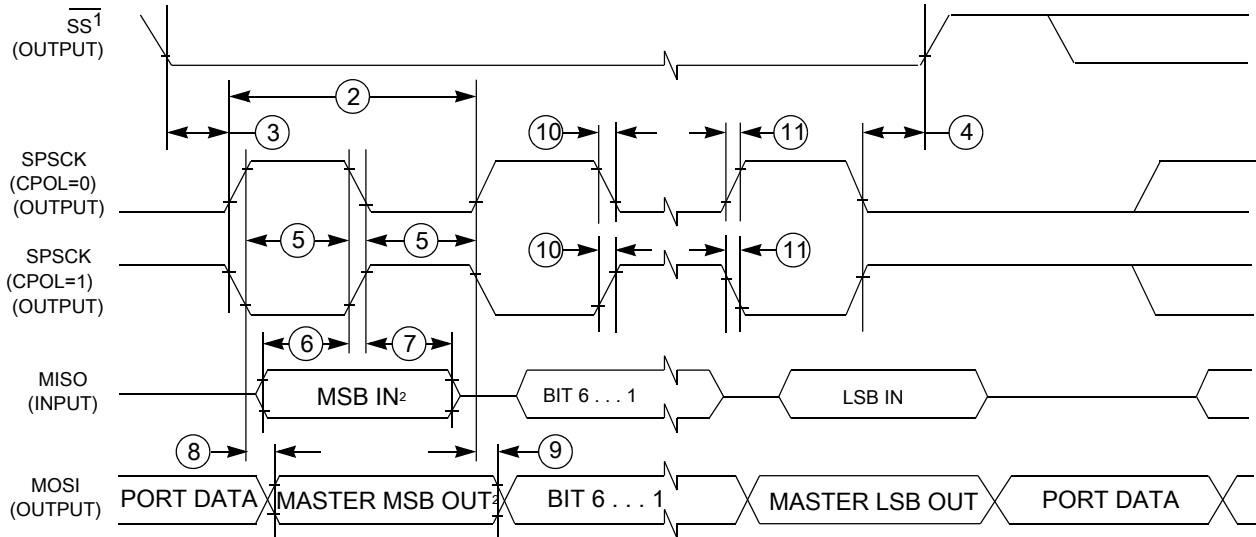 SS1
(OUTPUT)
2
3
10
11
4
SPSCK
(CPOL=0)
(OUTPUT)
5
5
SPSCK
(CPOL=1)
(OUTPUT)
10
11
6
7
MISO
(INPUT)
MSB IN2
BIT 6 . . . 1
LSB IN
8
9
MOSI
(OUTPUT)
PORT DATA
MASTER MSB OUT2
BIT 6 . . . 1
MASTER LSB OUT
PORT DATA